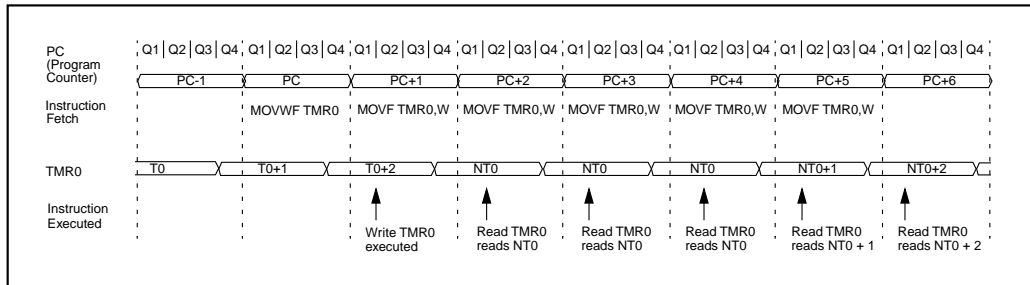 PC
(Program
Counter)
Q1 Q2 Q3 Q4 Q1 Q2 Q3 Q4 Q1 Q2 Q3 Q4 Q1 Q2 Q3 Q4 Q1 Q2 Q3 Q4 Q1 Q2 Q3 Q4 Q1 Q2 Q3 Q4 Q1 Q2 Q3 Q4
PC-1 PC PC+1 PC+2 PC+3 PC+4 PC+5 PC+6
Instruction
Fetch
MOVWF TMR0 MOVF TMR0,W MOVF TMR0,W MOVF TMR0,W MOVF TMR0,W MOVF TMR0,W
TMR0
T0 T0+1 T0+2 NT0 NT0 NT0 NT0+1 NT0+2
Instruction
Executed
Write TMR0
executed
Read TMR0
reads NT0
Read TMR0
reads NT0
Read TMR0
reads NT0
Read TMR0
reads NT0 + 1
Read TMR0
reads NT0 + 2